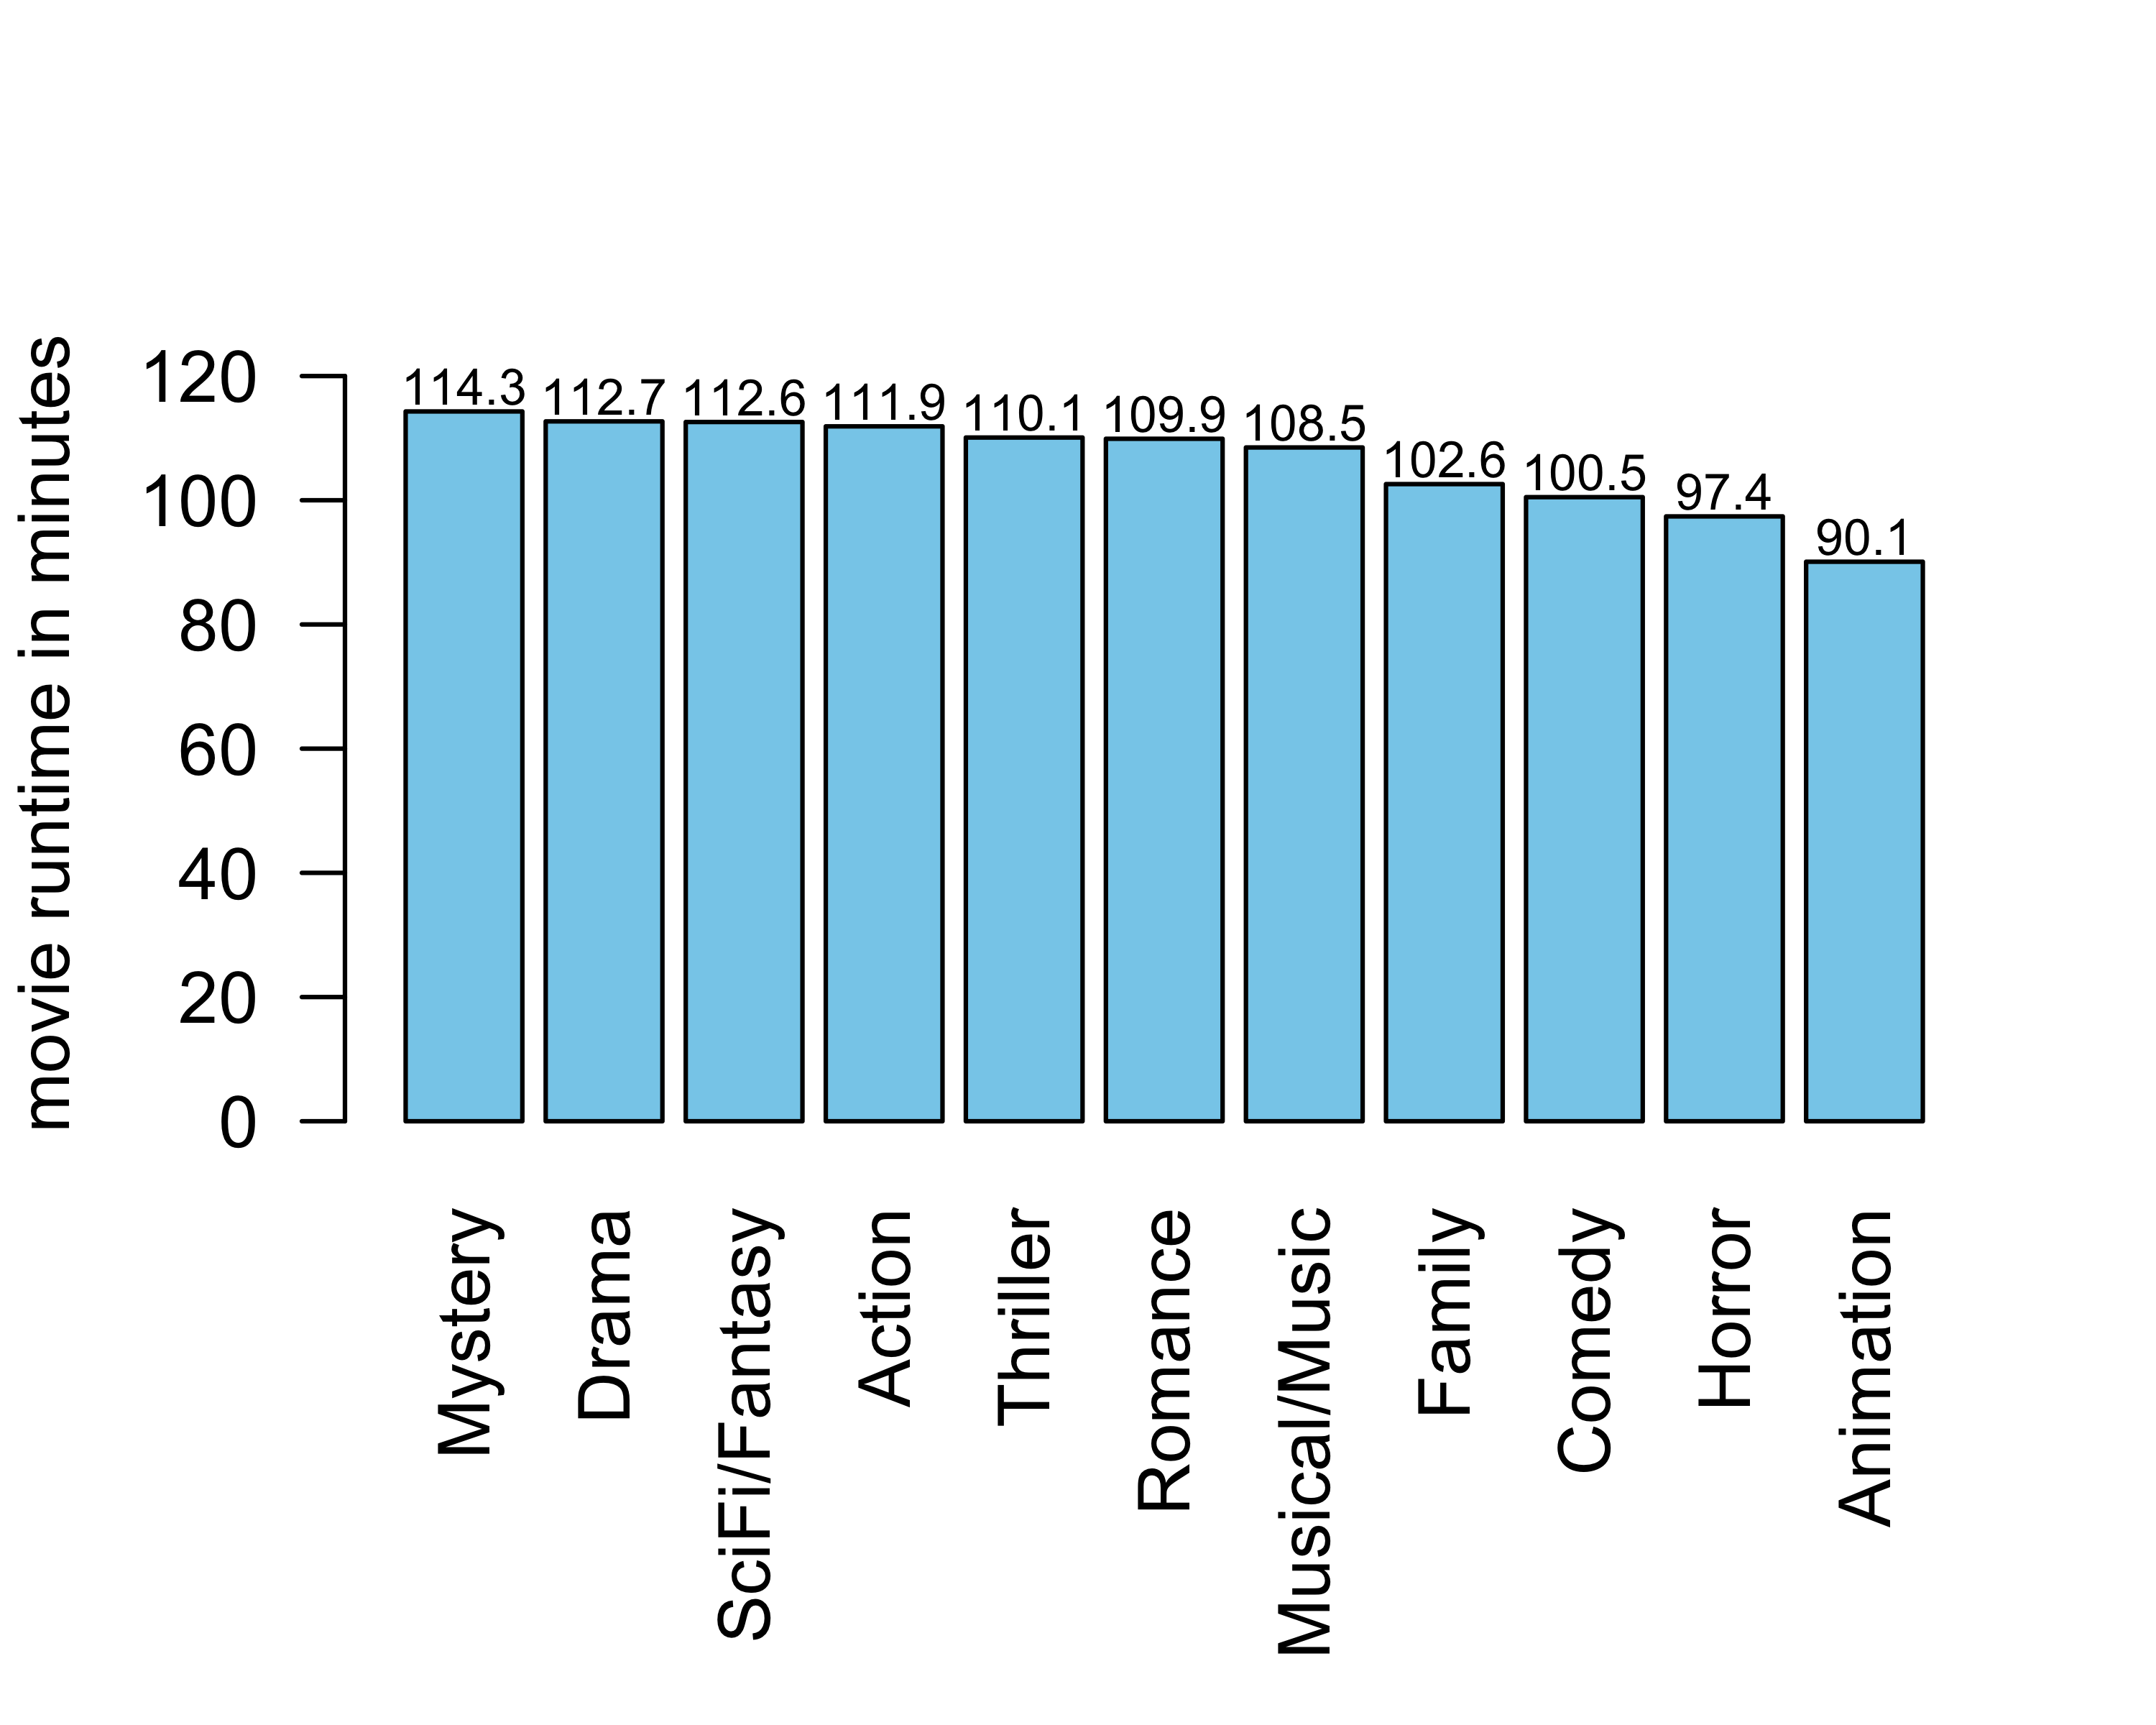 movie runtime in minutes
120
100
80
60
40
20
0
114.3
112.7
112.6
111.9
110.1
109.9
108.5
102.6
100.5
97.4
90.1
Mystery
Drama
SciFi/Fantasy
Action
Thriller
Romance
Musical/Music
Family
Comedy
Horror
Animation